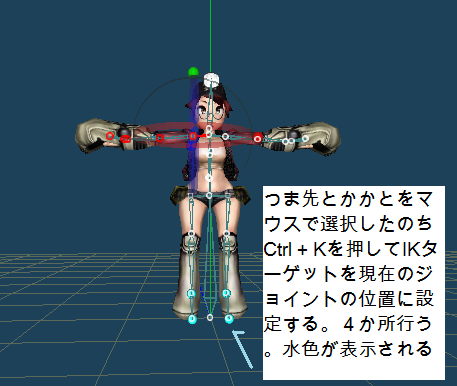 つま先とかかとをマ
ウスで選択したのち
Ctrl + Kを押してIKタ
ーゲットを現在のジ
ョイントの位置に設
定する。４か所行う
。水色が表示される